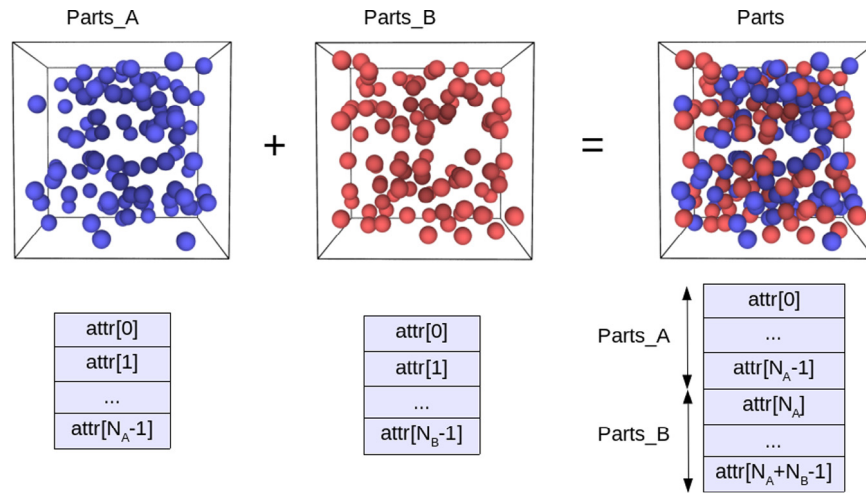 Parts_A Parts_B Parts
+ =
attr[0]
attr[1]
...
attr[N_A-1]
attr[0]
attr[1]
...
attr[N_B-1]
Parts_A
Parts_B
attr[0]
...
attr[N_A-1]
attr[N_A]
...
attr[N_A+N_B-1]